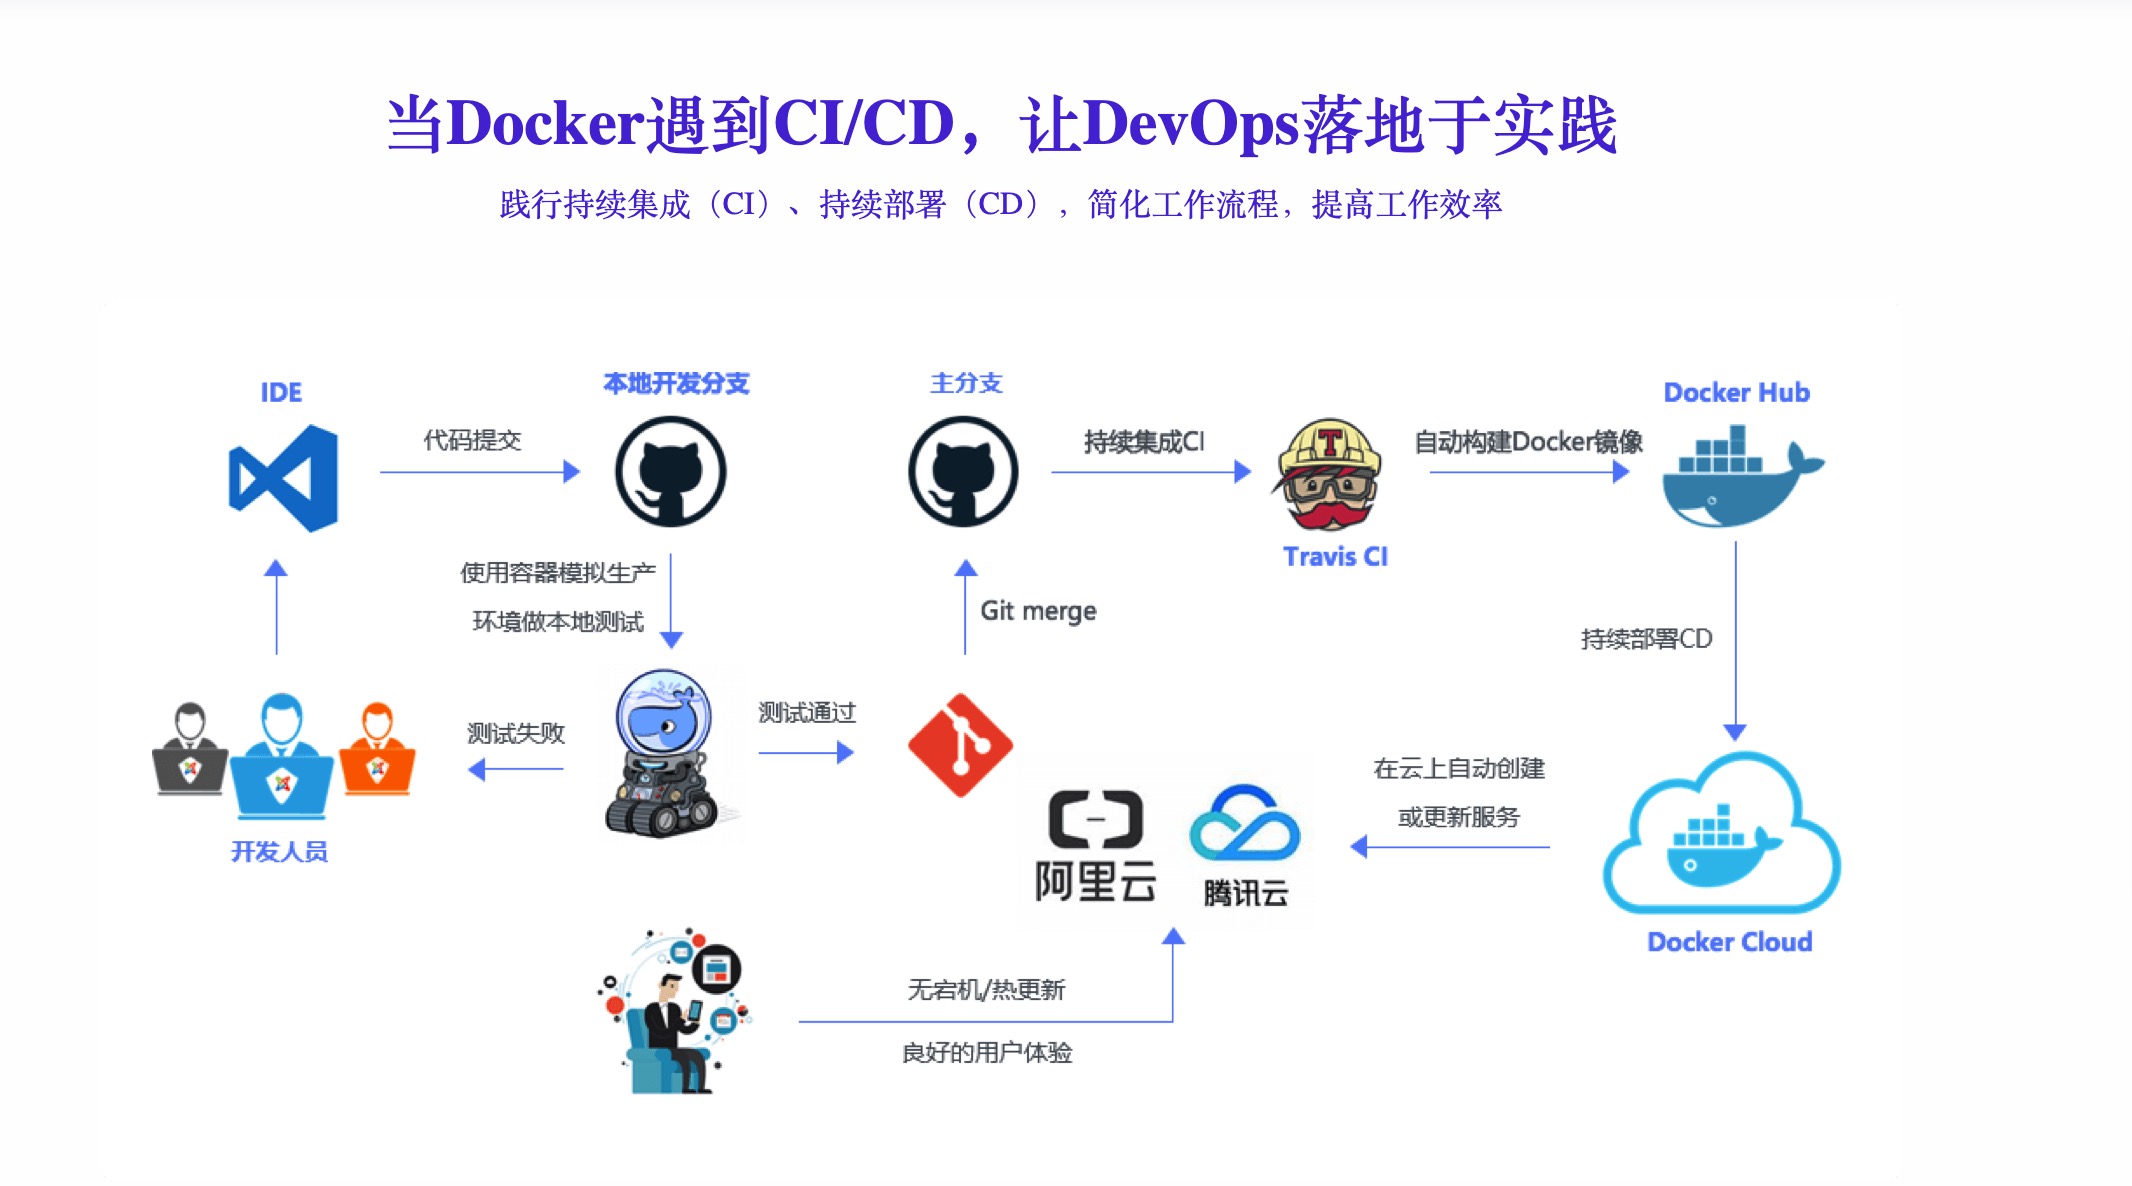 当Docker遇到CI/CD，让DevOps落地于实践
践行持续集成（CI）、持续部署（CD），简化工作流程，提高工作效率
IDE
本地开发分支
主分支
Docker Hub
代码提交
持续集成CI
自动构建Docker镜像
T
Travis CI
使用容器模拟生产
环境做本地测试
Git merge
持续部署CD
测试失败
测试通过
开发人员
阿里云
腾讯云
在云上自动创建
或更新服务
Docker Cloud
无宕机/热更新
良好的用户体验